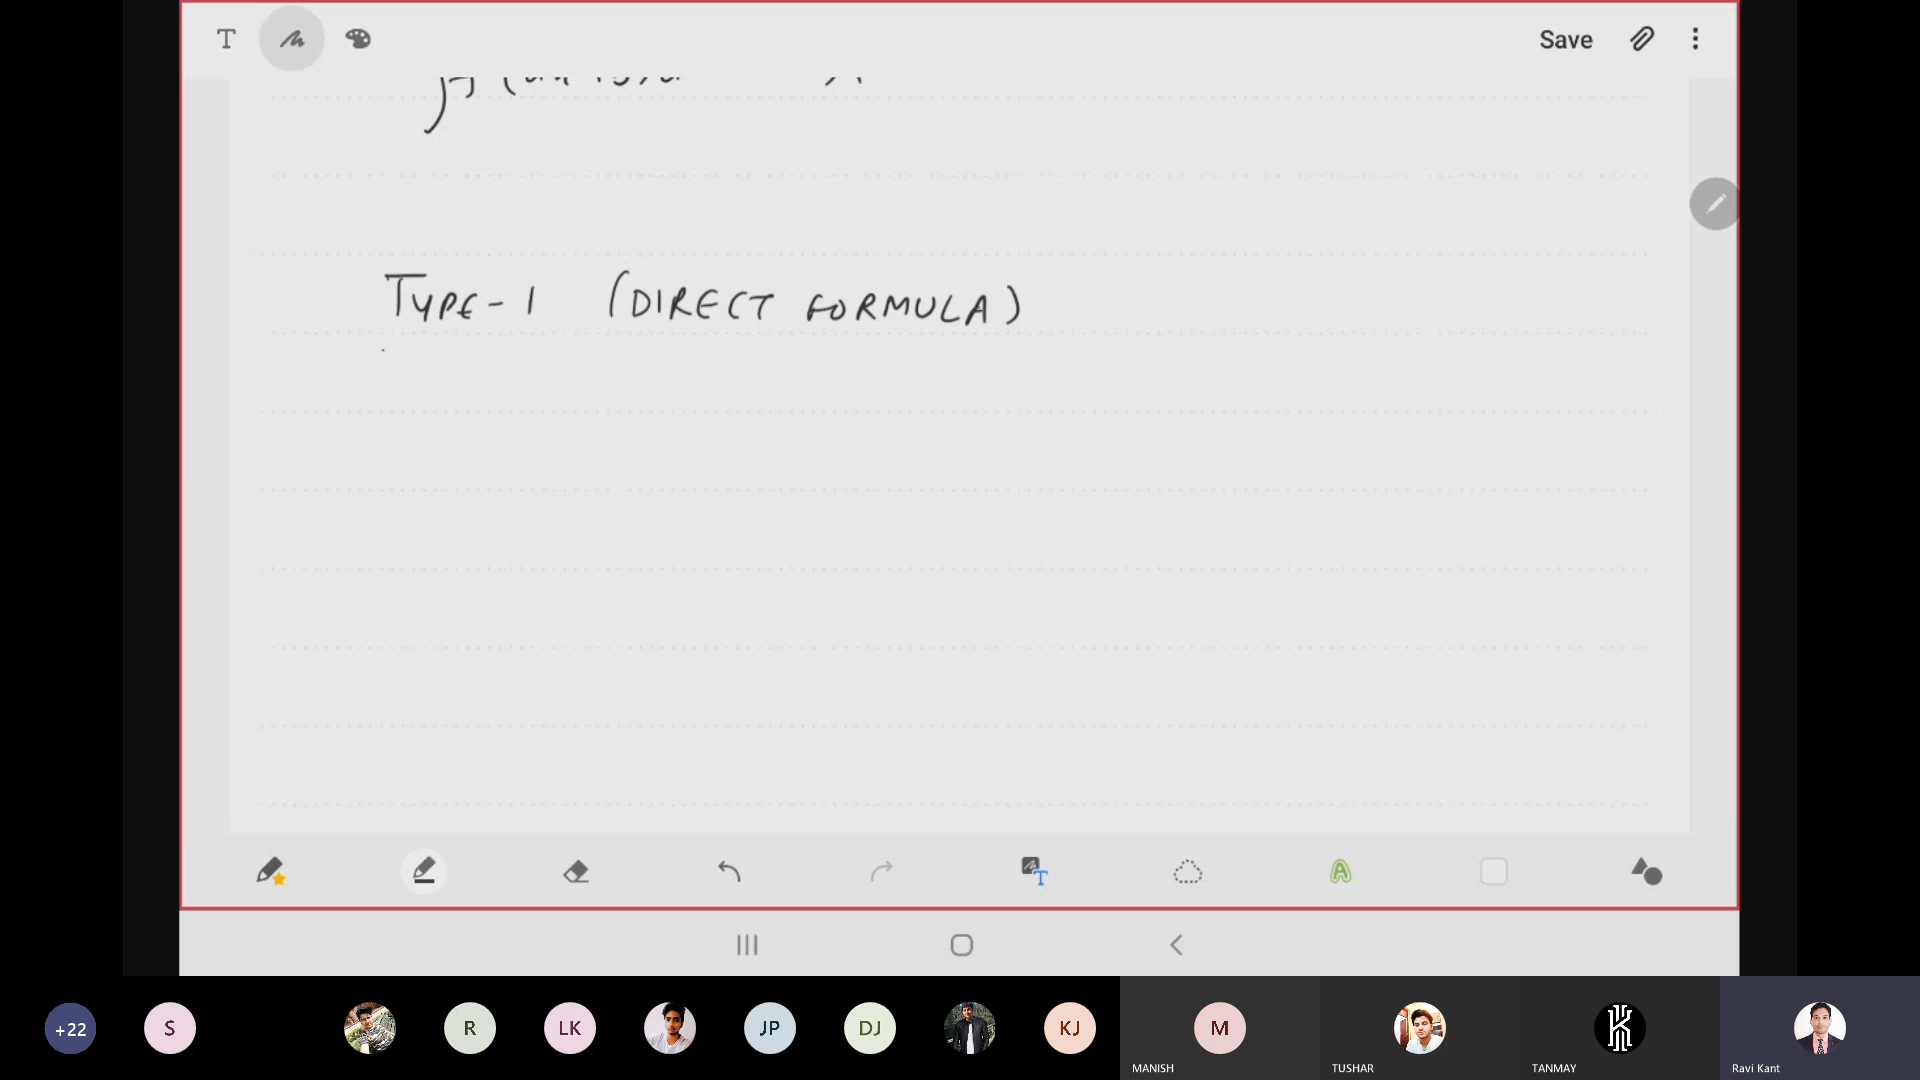 T Save
TYPE-1 (DIRECT FORMULA)
T A
+22 S R LK JP DJ KJ M
MANISH TUSHAR TANMAY Ravi Kant